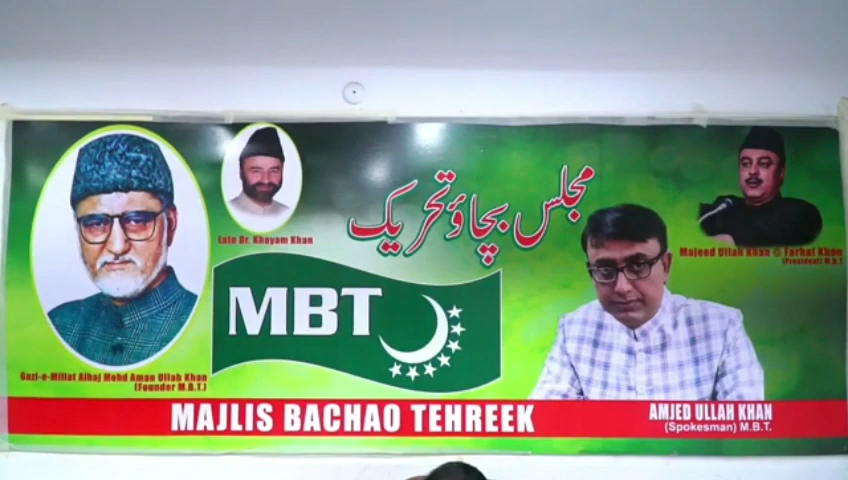 مجلس بچاؤ تحریک
Late Dr. Khayam Khan
Majeed Ullah Khan @ Farhat Khan
(President) M.B.T.
MBT
Gazi-e-Millat Alhaj Mohd Aman Ullah Khan
(Founder M.B.T.)
MAJLIS BACHAO TEHREEK
AMJED ULLAH KHAN
(Spokesman) M.B.T.